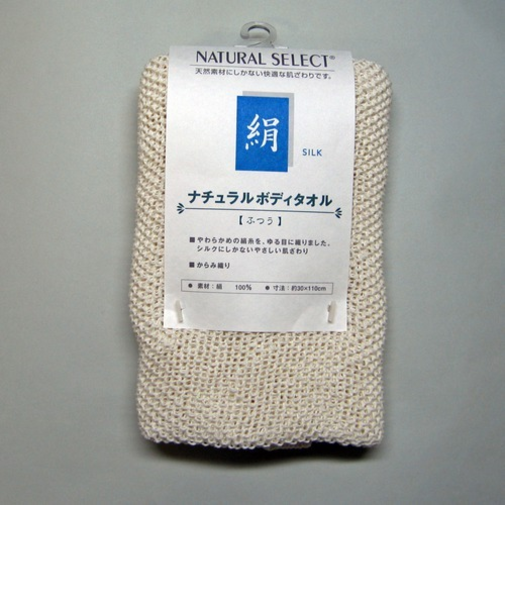 NATURAL SELECT®
天然素材にしかない快適な肌ざわりです。
絹
SILK
ナチュラルボディタオル
【ふつう】
■やわらかめの絹糸を、ゆる目に織りました。
シルクにしかないやさしい肌ざわり
■からみ織り
●素材：絹 100% ●寸法：約30×110cm